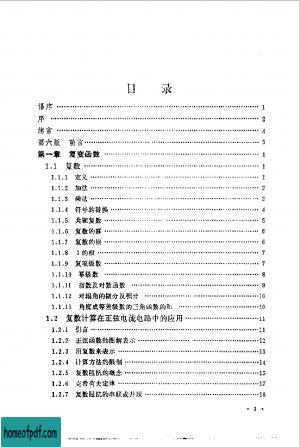 目 录
译序 1
序 2
绪言 4
第六版 前言 5
第一章 复变函数 1
1.1 复数 1
1.1.1 定义 1
1.1.2 加法 2
1.1.3 乘法 2
1.1.4 符号的替换 4
1.1.5 共轭复数 5
1.1.6 复数的幂 6
1.1.7 复数的根 6
1.1.8 1的根 7
1.1.9 复项级数 7
1.1.10 幂级数 8
1.1.11 指数及对数函数 9
1.1.12 对辐角的微分及积分 9
1.1.13 角度成等差级数的三角函数的和 10
1.2 复数计算在正弦电流电路中的应用 11
1.2.1 引言 11
1.2.2 正弦函数的图解表示 12
1.2.3 用复数来表示 13
1.2.4 计算方法的限制 14
1.2.5 复数阻抗的概念 15
1.2.6 克希荷夫定律 17
1.2.7 复数阻抗的串联或并联 18
· 1 ·
homeofpdf.com